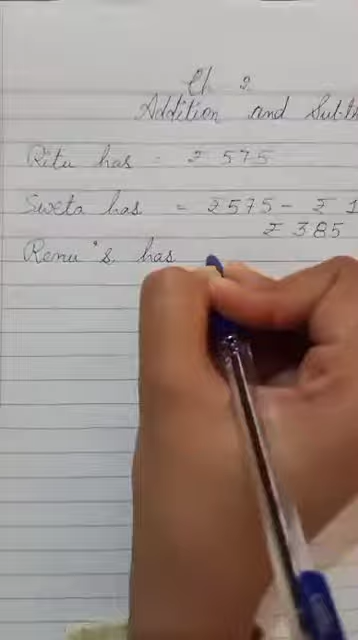 Ch 2
Addition and Subt
Ritu has = ₹ 575
Sweta has = ₹ 575 - ₹ 1
₹ 385
Renu's has